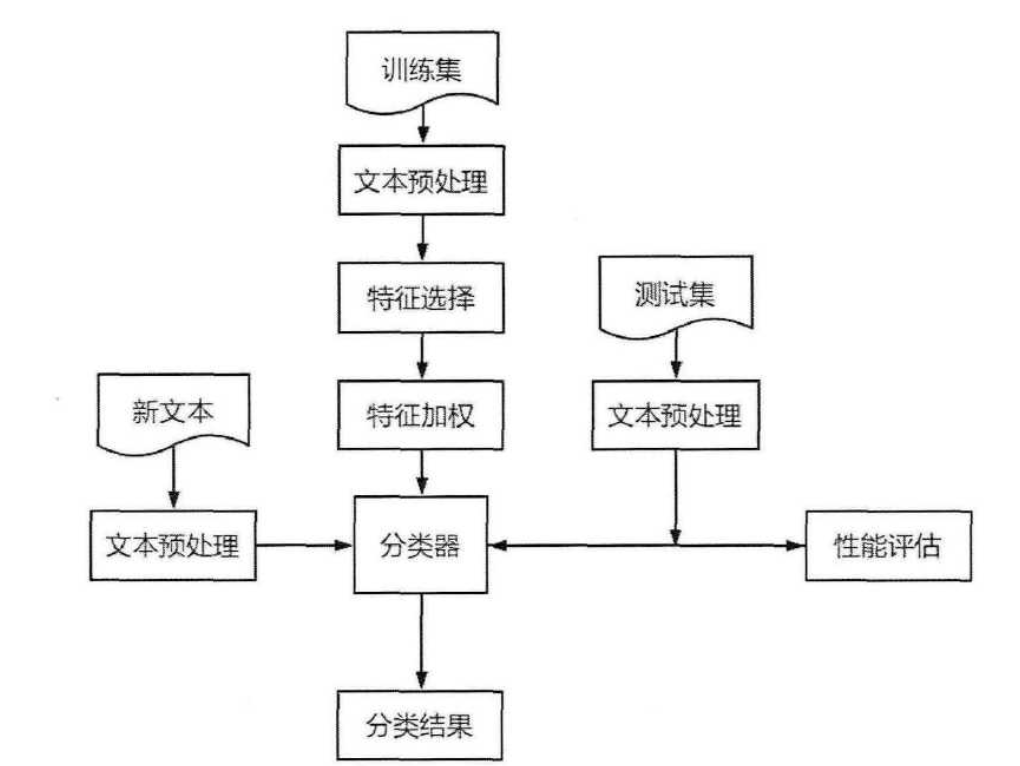 训练集
文本预处理
特征选择
测试集
新文本
特征加权
文本预处理
文本预处理
分类器
性能评估
分类结果